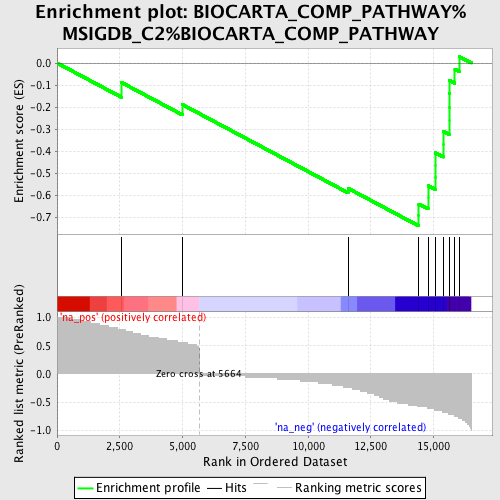 Enrichment plot: BIOCARTA_COMP_PATHWAY%
MSIGDB_C2%BIOCARTA_COMP_PATHWAY
Enrichment score (ES)
0.0
-0.1
-0.2
-0.3
-0.4
-0.5
-0.6
-0.7
Ranked list metric (PreRanked)
1.0
0.5
0.0
-0.5
-1.0
'na_pos' (positively correlated)
Zero cross at 5664
'na_neg' (negatively correlated)
0
2,500
5,000
7,500
10,000
12,500
15,000
Rank in Ordered Dataset
Enrichment profile
Hits
Ranking metric scores